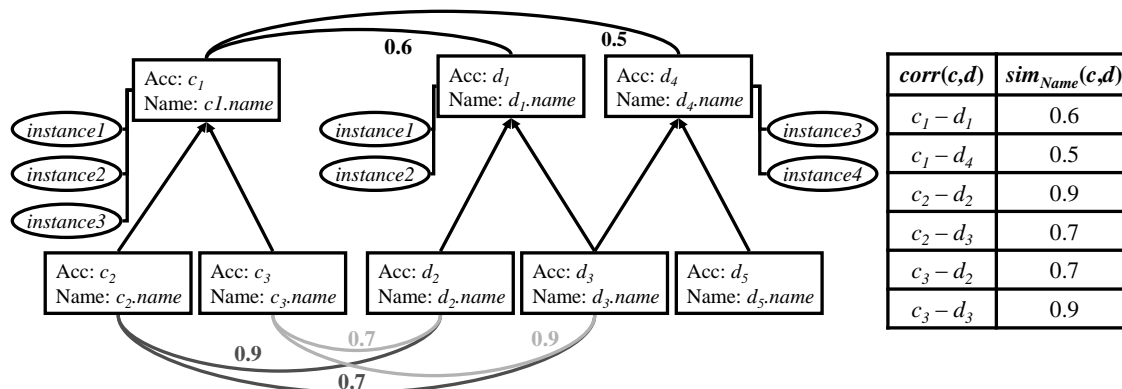 0.6
0.5
Acc: c1
Name: c1.name
Acc: d1
Name: d1.name
Acc: d4
Name: d4.name
instance1
instance2
instance3
instance1
instance2
instance3
instance4
Acc: c2
Name: c2.name
Acc: c3
Name: c3.name
Acc: d2
Name: d2.name
Acc: d3
Name: d3.name
Acc: d5
Name: d5.name
0.9
0.7
0.9
0.7
corr(c,d) simName(c,d)
c1 – d1 0.6
c1 – d4 0.5
c2 – d2 0.9
c2 – d3 0.7
c3 – d2 0.7
c3 – d3 0.9